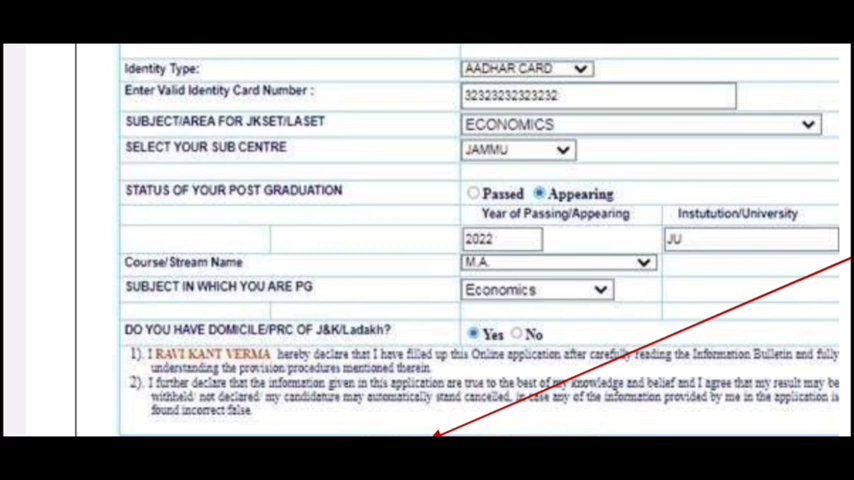 Identity Type: AADHAR CARD
Enter Valid Identity Card Number : 32323232323232
SUBJECT/AREA FOR JKSET/LASET ECONOMICS
SELECT YOUR SUB CENTRE JAMMU
STATUS OF YOUR POST GRADUATION Passed Appearing
Year of Passing/Appearing Instutution/University
2022 JU
Course/Stream Name M.A.
SUBJECT IN WHICH YOU ARE PG Economics
DO YOU HAVE DOMICILE/PRC OF J&K/Ladakh? Yes No
1). I RAVI KANT VERMA hereby declare that I have filled up this Online application after carefully reading the Information Bulletin and fully
understanding the provision/procedures mentioned therein.
2). I further declare that the information given in this application are true to the best of my knowledge and belief and I agree that my result may be
withheld/ not declared/ my candidature may automatically stand cancelled, in case any of the information provided by me in the application is
found incorrect/false.